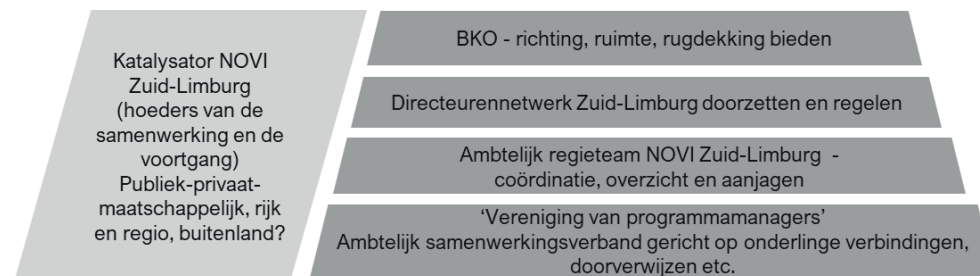 Katalysator NOVI
Zuid-Limburg
(hoeders van de
samenwerking en de
voortgang)
Publiek-privaat-
maatschappelijk, rijk
en regio, buitenland?
BKO - richting, ruimte, rugdekking bieden
Directeurennetwerk Zuid-Limburg doorzetten en regelen
Ambtelijk regieteam NOVI Zuid-Limburg -
coördinatie, overzicht en aanjagen
‘Vereniging van programmamanagers’
Ambtelijk samenwerkingsverband gericht op onderlinge verbindingen,
doorverwijzen etc.